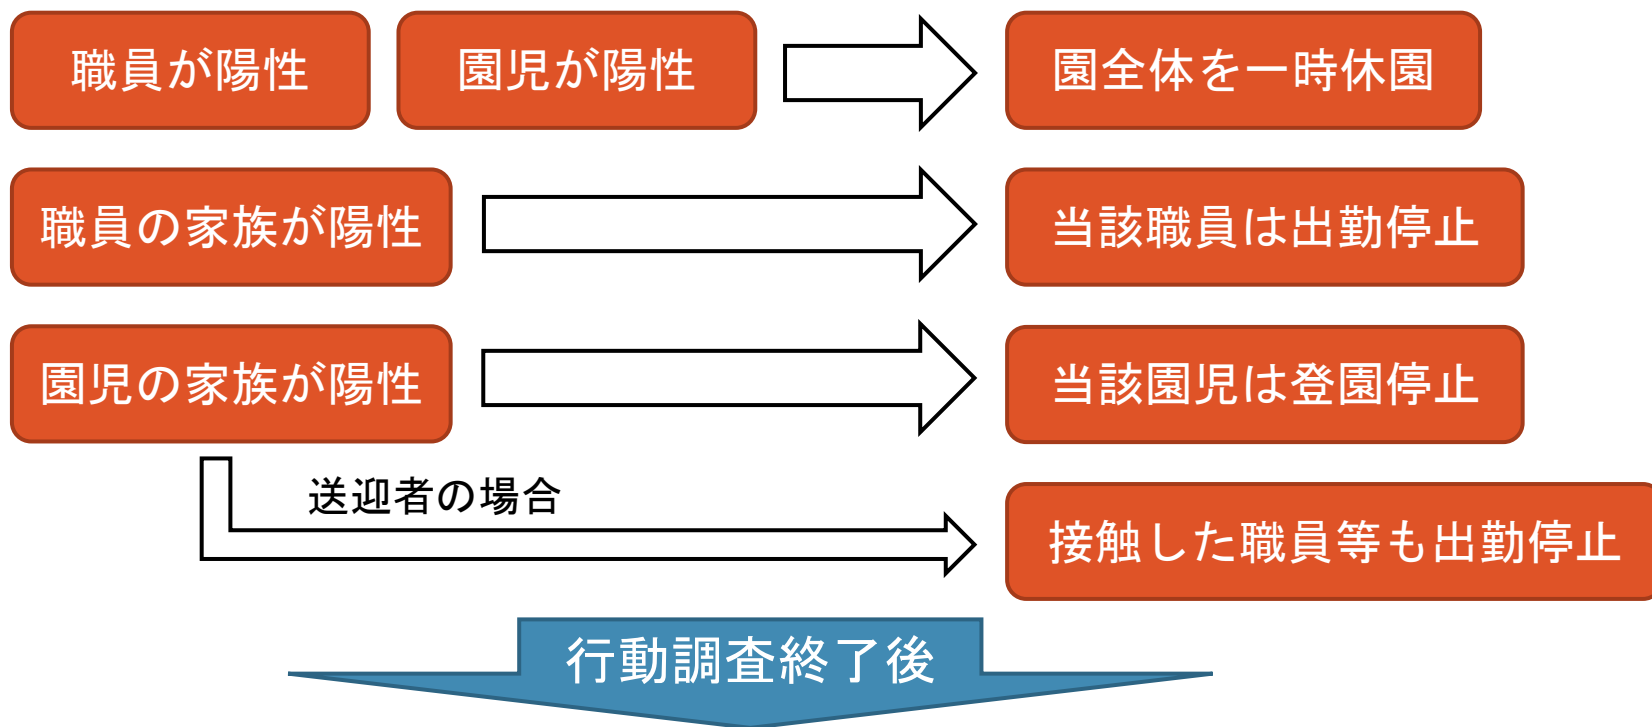 職員が陽性
園児が陽性
園全体を一時休園
職員の家族が陽性
当該職員は出勤停止
園児の家族が陽性
当該園児は登園停止
送迎者の場合
接触した職員等も出勤停止
行動調査終了後